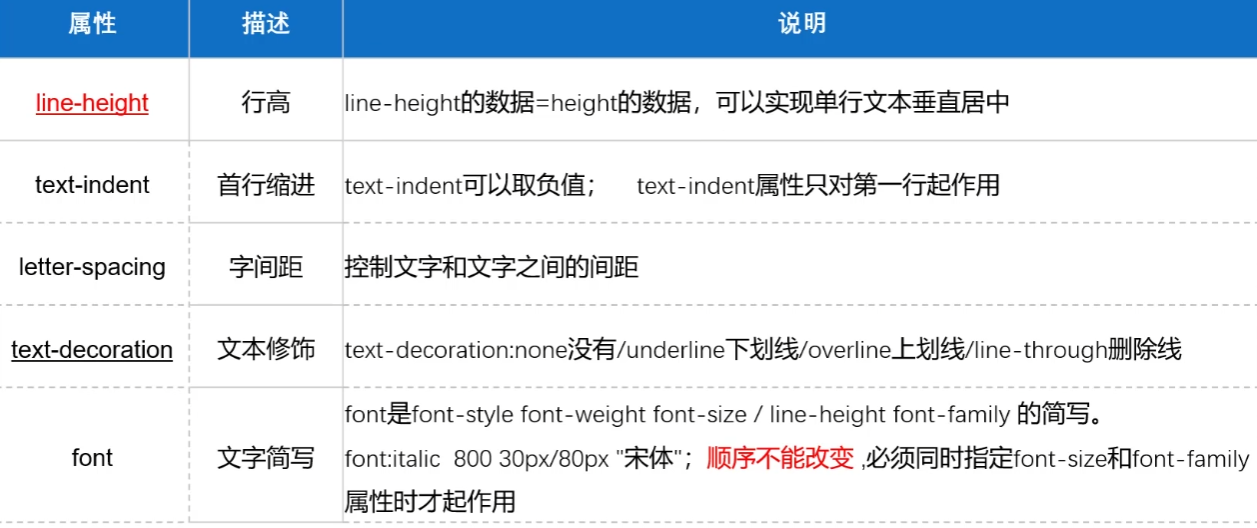 属性 描述 说明
line-height 行高 line-height的数据=height的数据，可以实现单行文本垂直居中
text-indent 首行缩进 text-indent可以取负值； text-indent属性只对第一行起作用
letter-spacing 字间距 控制文字和文字之间的间距
text-decoration 文本修饰 text-decoration:none没有/underline下划线/overline上划线/line-through删除线
font是font-style font-weight font-size / line-height font-family 的简写。
font 文字简写 font:italic  800 30px/80px "宋体"；顺序不能改变 ,必须同时指定font-size和font-family
属性时才起作用